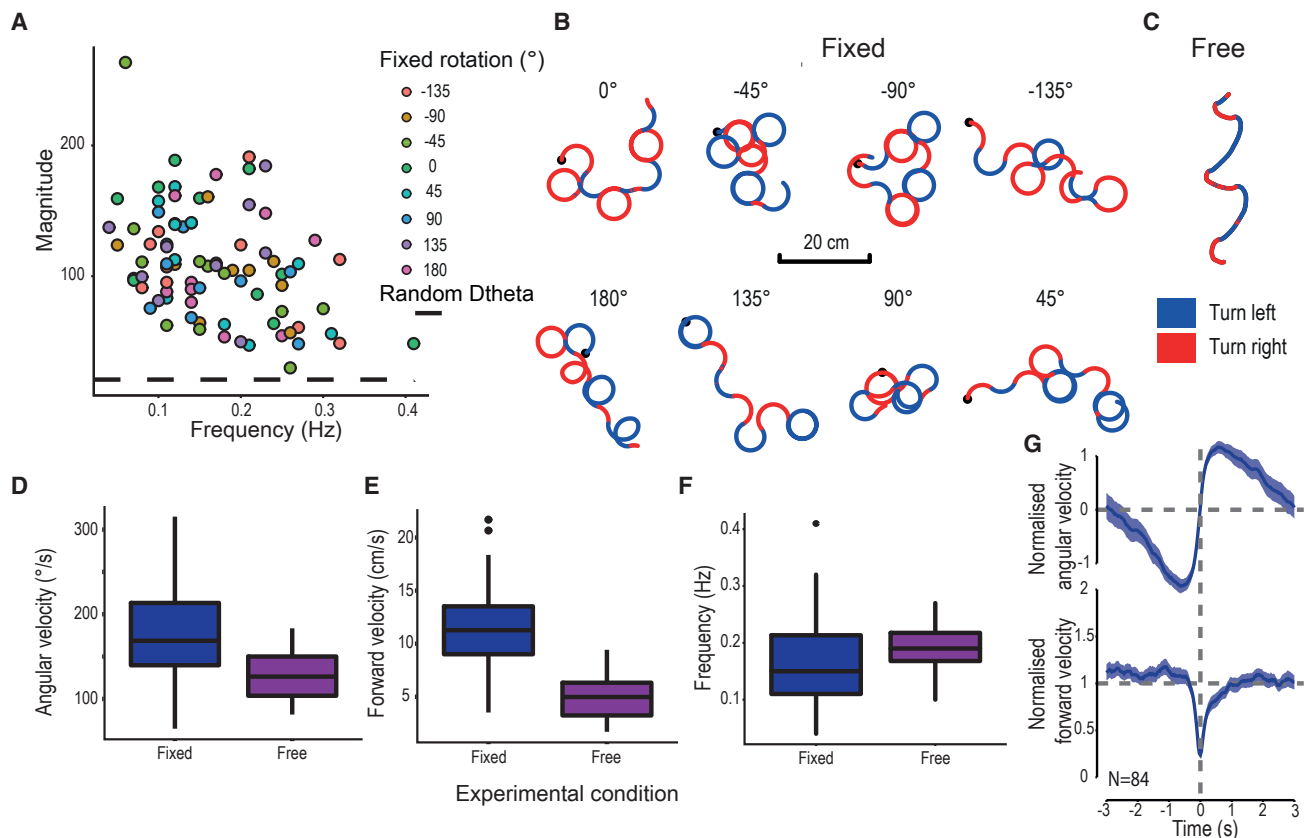 A
Magnitude
200
100
0.1 0.2 0.3 0.4
Frequency (Hz)
Fixed rotation (°)
-135
-90
-45
0
45
90
135
180
Random Dtheta
B
Fixed
0° -45° -90° -135°
20 cm
180° 135° 90° 45°
C
Free
Turn left
Turn right
D
Angular velocity (°/s)
300
200
100
Fixed Free
E
Forward velocity (cm/s)
20
15
10
5
Fixed Free
F
Frequency (Hz)
0.4
0.3
0.2
0.1
Fixed Free
Experimental condition
G
Normalised
angular velocity
1
0
-1
Normalised
forward velocity
2
1.5
1
0.5
0
N=84
-3 -2 -1 0 1 2 3
Time (s)